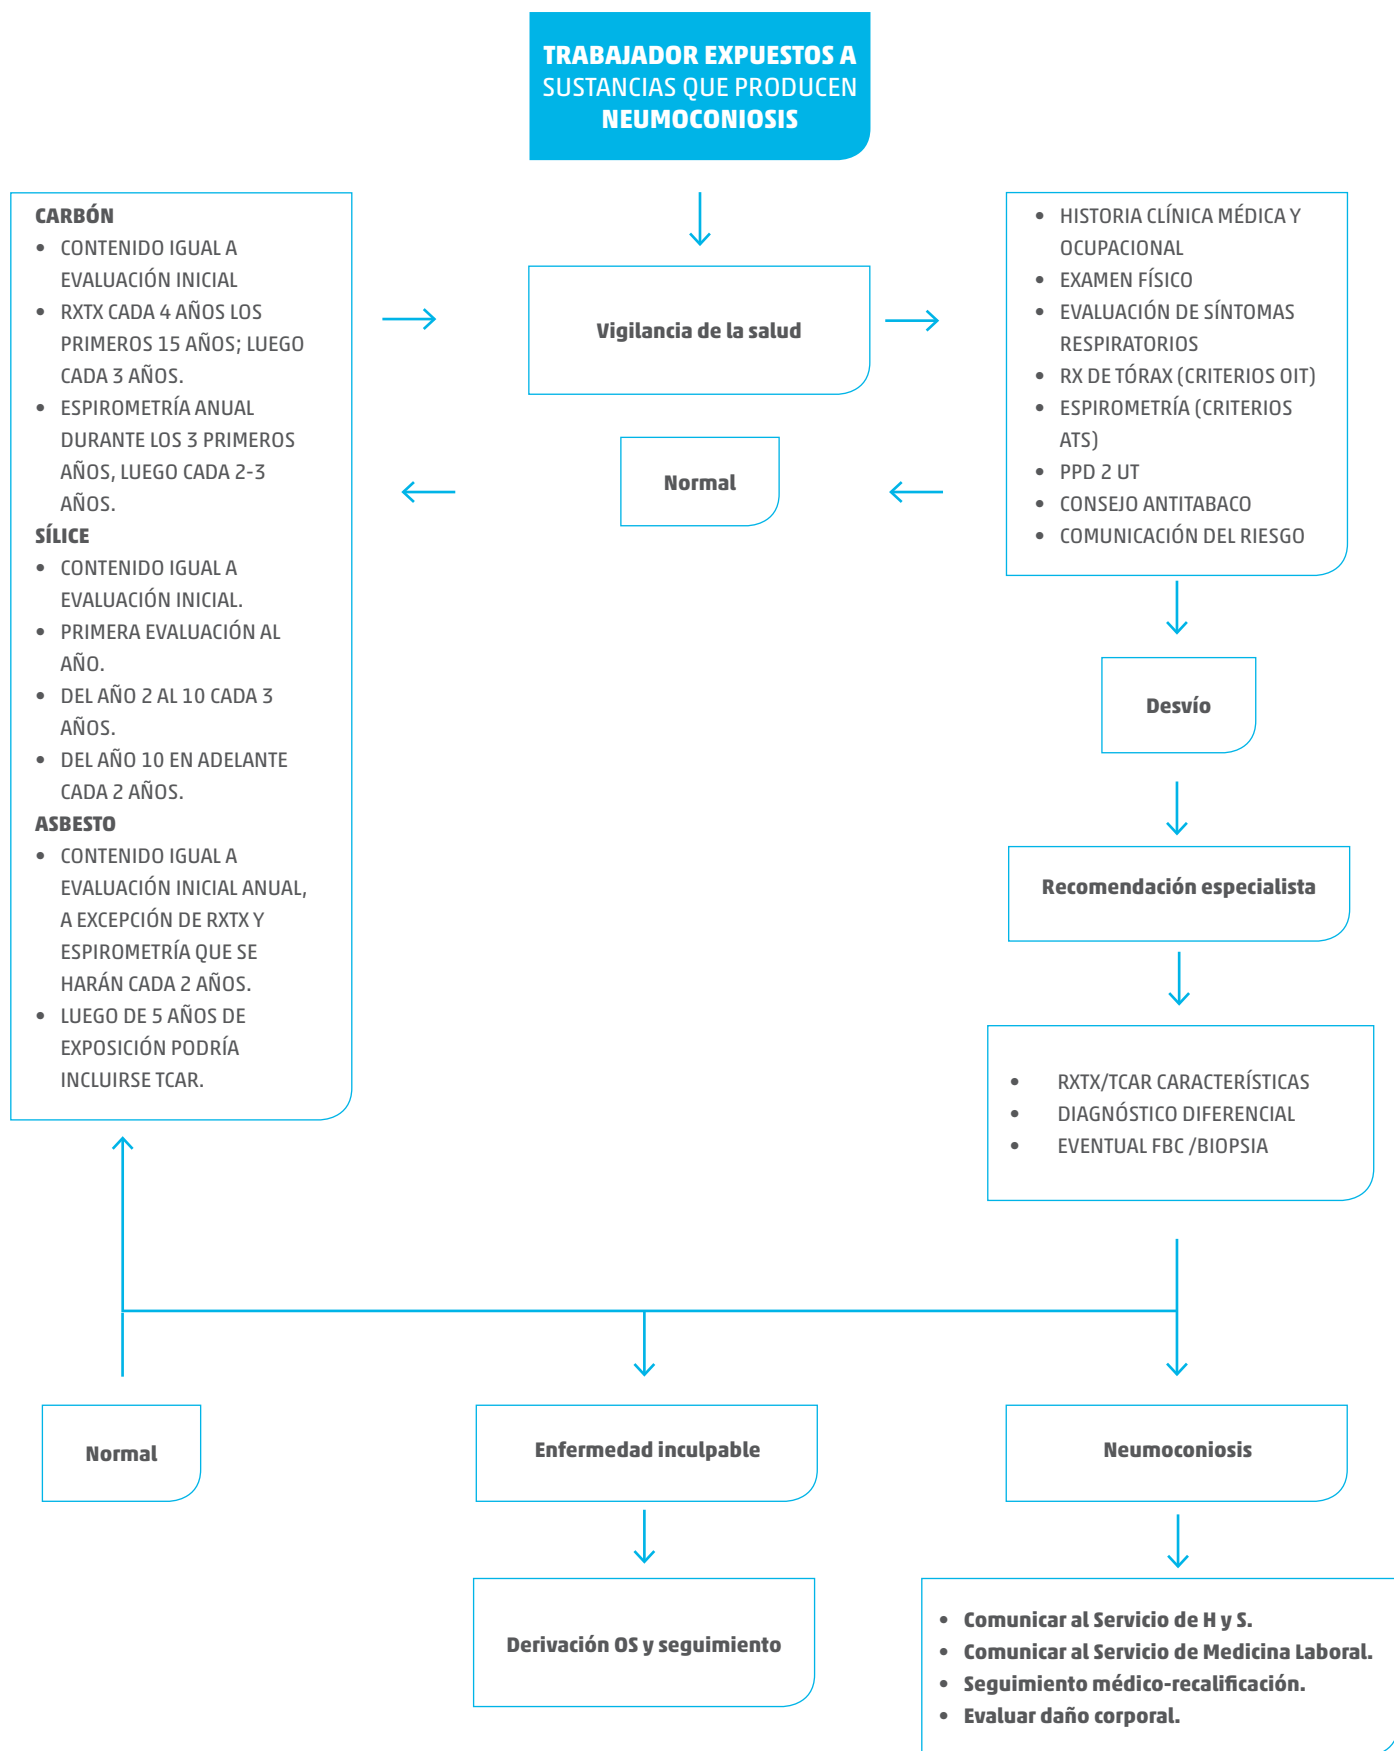 TRABAJADOR EXPUESTOS A
SUSTANCIAS QUE PRODUCEN
NEUMOCONIOSIS
CARBÓN
• CONTENIDO IGUAL A
EVALUACIÓN INICIAL
• RXTX CADA 4 AÑOS LOS
PRIMEROS 15 AÑOS; LUEGO
CADA 3 AÑOS.
• ESPIROMETRÍA ANUAL
DURANTE LOS 3 PRIMEROS
AÑOS, LUEGO CADA 2-3
AÑOS.
SÍLICE
• CONTENIDO IGUAL A
EVALUACIÓN INICIAL.
• PRIMERA EVALUACIÓN AL
AÑO.
• DEL AÑO 2 AL 10 CADA 3
AÑOS.
• DEL AÑO 10 EN ADELANTE
CADA 2 AÑOS.
ASBESTO
• CONTENIDO IGUAL A
EVALUACIÓN INICIAL ANUAL,
A EXCEPCIÓN DE RXTX Y
ESPIROMETRÍA QUE SE
HARÁN CADA 2 AÑOS.
• LUEGO DE 5 AÑOS DE
EXPOSICIÓN PODRÍA
INCLUIRSE TCAR.
Vigilancia de la salud
Normal
• HISTORIA CLÍNICA MÉDICA Y
OCUPACIONAL
• EXAMEN FÍSICO
• EVALUACIÓN DE SÍNTOMAS
RESPIRATORIOS
• RX DE TÓRAX (CRITERIOS OIT)
• ESPIROMETRÍA (CRITERIOS
ATS)
• PPD 2 UT
• CONSEJO ANTITABACO
• COMUNICACIÓN DEL RIESGO
Desvío
Recomendación especialista
• RXTX/TCAR CARACTERÍSTICAS
• DIAGNÓSTICO DIFERENCIAL
• EVENTUAL FBC /BIOPSIA
Normal
Enfermedad inculpable
Neumoconiosis
Derivación OS y seguimiento
• Comunicar al Servicio de H y S.
• Comunicar al Servicio de Medicina Laboral.
• Seguimiento médico-recalificación.
• Evaluar daño corporal.